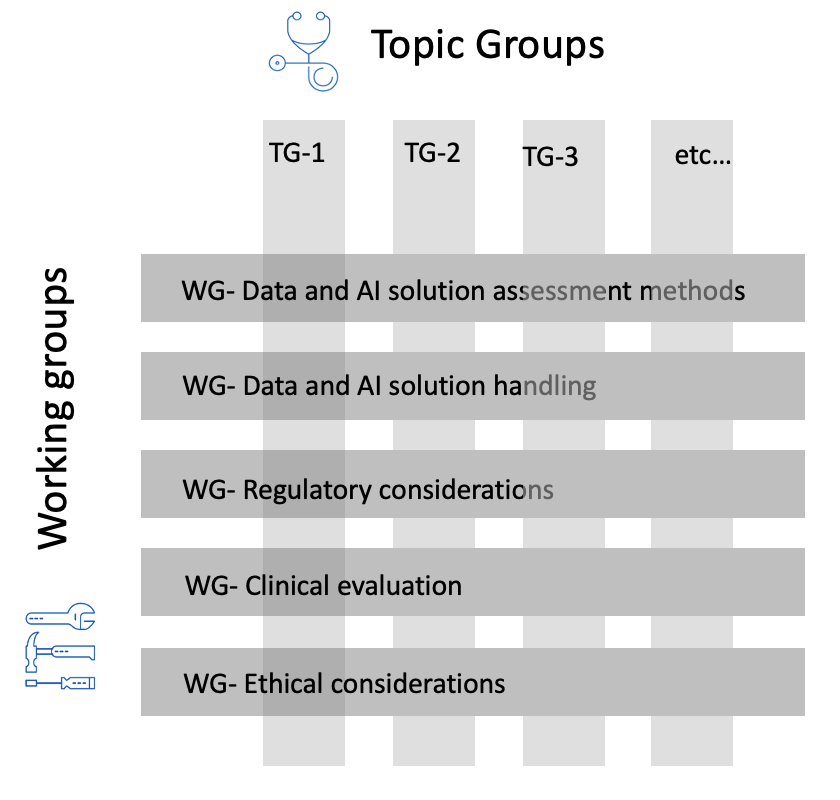 Topic Groups
TG-1
TG-2
TG-3
etc...
Working groups
WG- Data and AI solution assessment methods
WG- Data and AI solution handling
WG- Regulatory considerations
WG- Clinical evaluation
WG- Ethical considerations